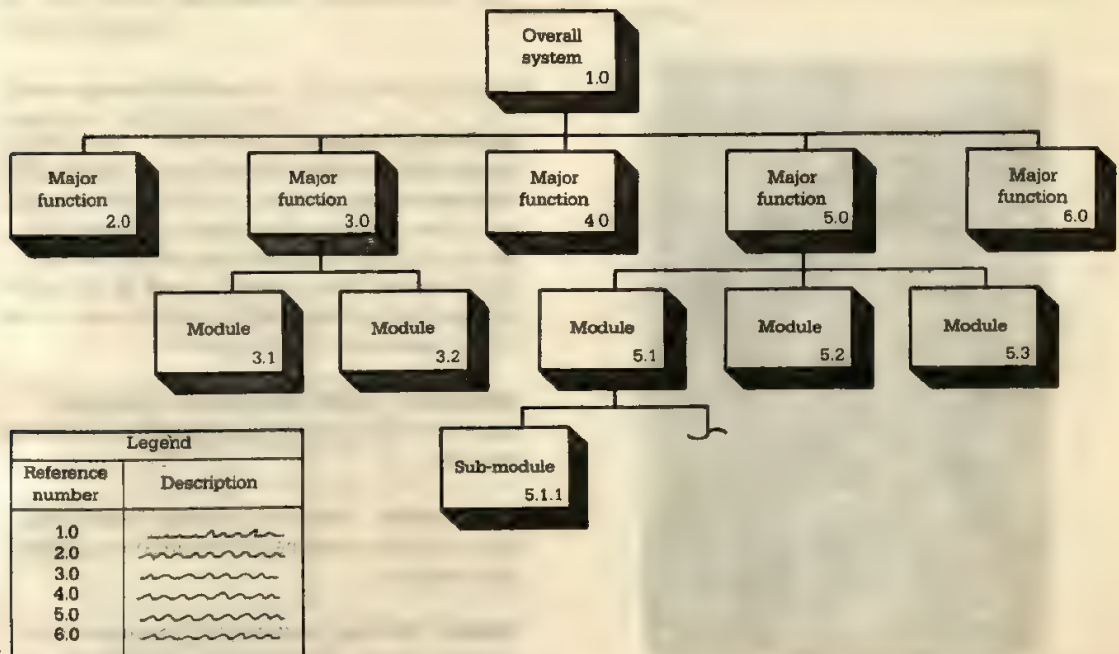 Overall
system
1.0
Major
function
2.0
Major
function
3.0
Major
function
4.0
Major
function
5.0
Major
function
6.0
Module
3.1
Module
3.2
Module
5.1
Module
5.2
Module
5.3
Sub-module
5.1.1
Legend
Reference
number
Description
1.0
2.0
3.0
4.0
5.0
6.0